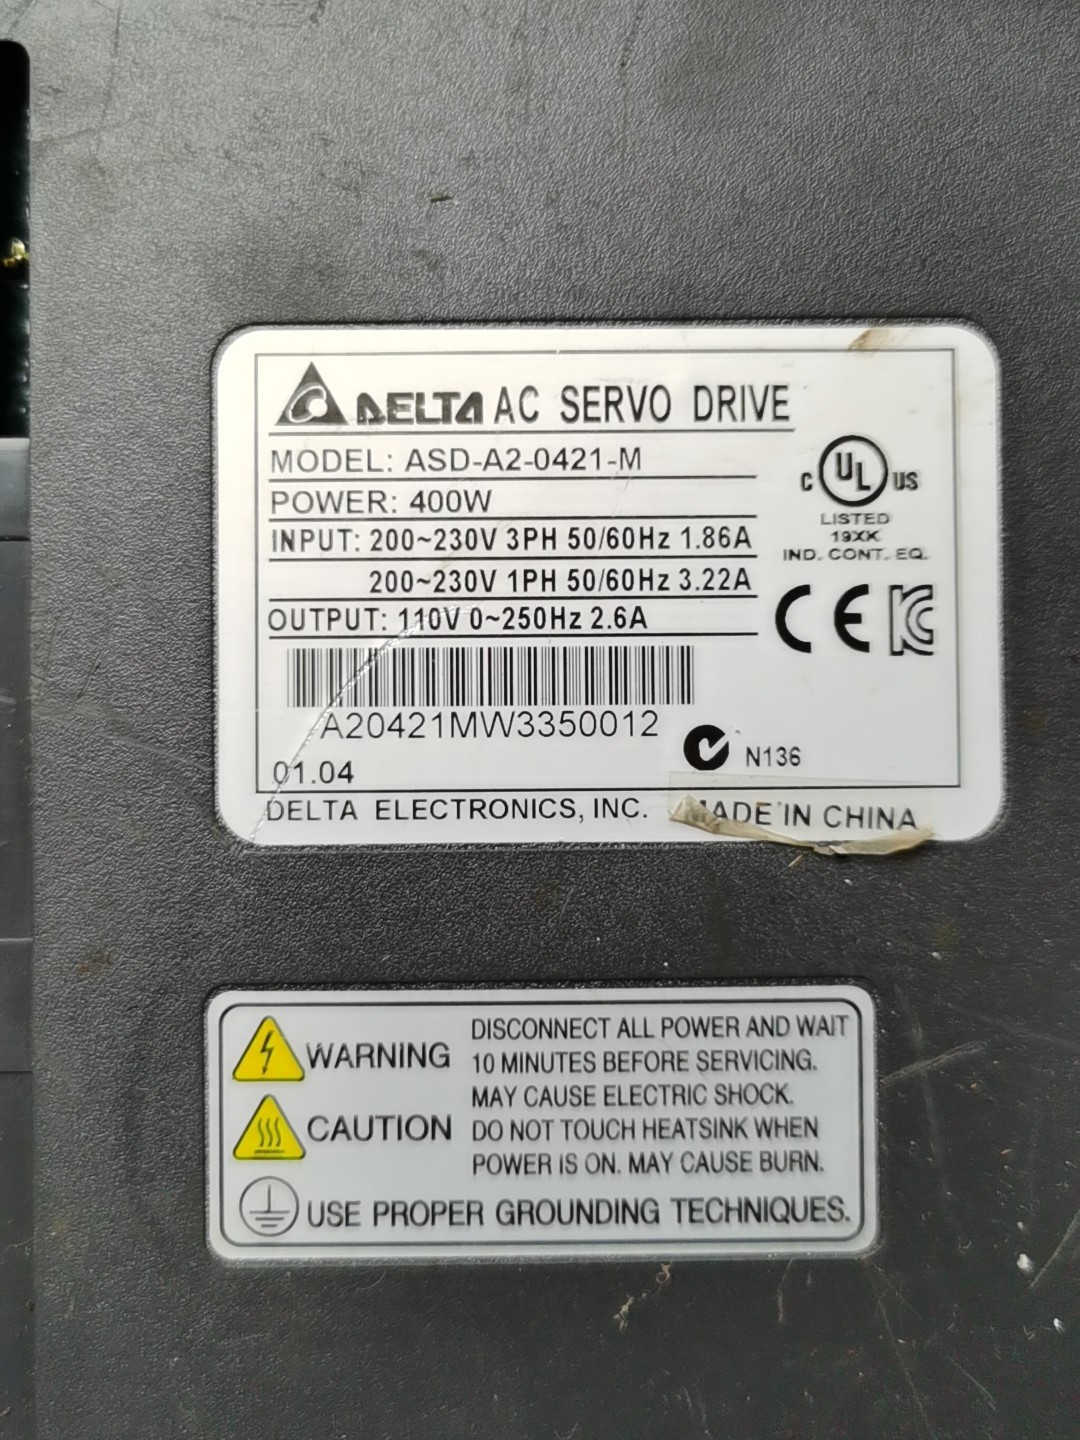 DELTA AC SERVO DRIVE
MODEL: ASD-A2-0421-M
POWER: 400W
INPUT: 200~230V 3PH 50/60Hz 1.86A
200~230V 1PH 50/60Hz 3.22A
OUTPUT: 110V 0~250Hz 2.6A
C UL US
LISTED
19XX
IND. CONT. EQ.
CE KC
A20421MW3350012
N136
01.04
DELTA ELECTRONICS, INC. MADE IN CHINA
WARNING
DISCONNECT ALL POWER AND WAIT
10 MINUTES BEFORE SERVICING.
MAY CAUSE ELECTRIC SHOCK.
CAUTION
DO NOT TOUCH HEATSINK WHEN
POWER IS ON. MAY CAUSE BURN.
USE PROPER GROUNDING TECHNIQUES.